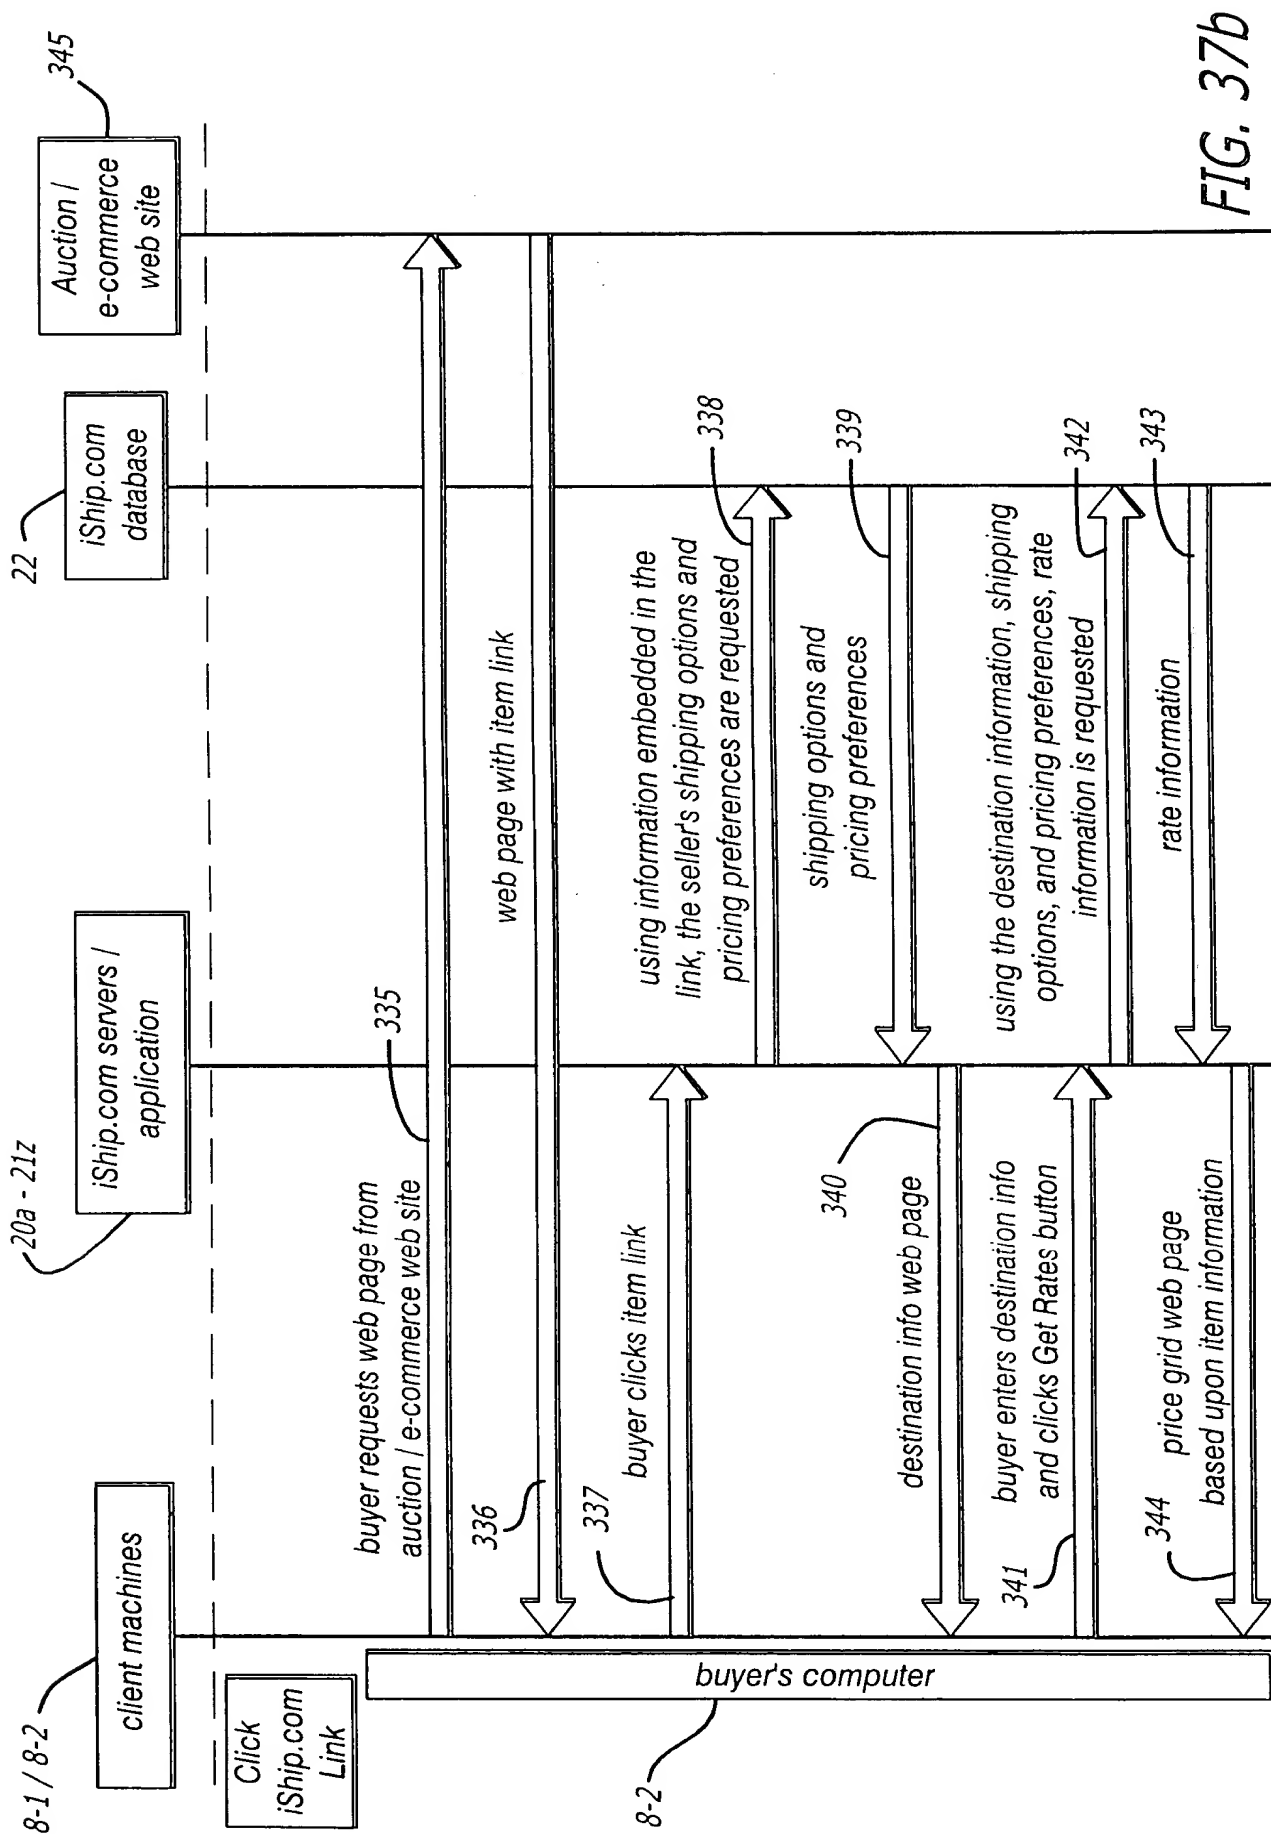 8-1 / 8-2
client machines
20a - 21z
iShip.com servers /
application
22
iShip.com
database
Auction /
e-commerce
web site
345
Click
iShip.com
Link
buyer's computer
8-2
buyer requests web page from
auction / e-commerce web site
335
336
web page with item link
337
buyer clicks item link
using information embedded in the
link, the seller's shipping options and
pricing preferences are requested
338
shipping options and
pricing preferences
339
destination info web page
340
341
buyer enters destination info
and clicks Get Rates button
using the destination information, shipping
options, and pricing preferences, rate
information is requested
342
rate information
343
344
price grid web page
based upon item information
FIG. 37b